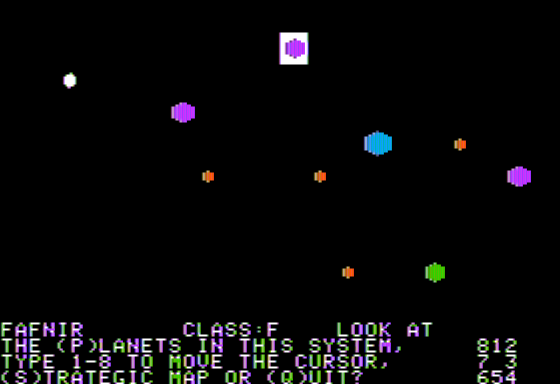 FAFNIR CLASS:F LOOK AT
THE (P)LANETS IN THIS SYSTEM, 812
TYPE 1-8 TO MOVE THE CURSOR, 7 3
(S)TRATEGIC MAP OR (Q)UIT? 654